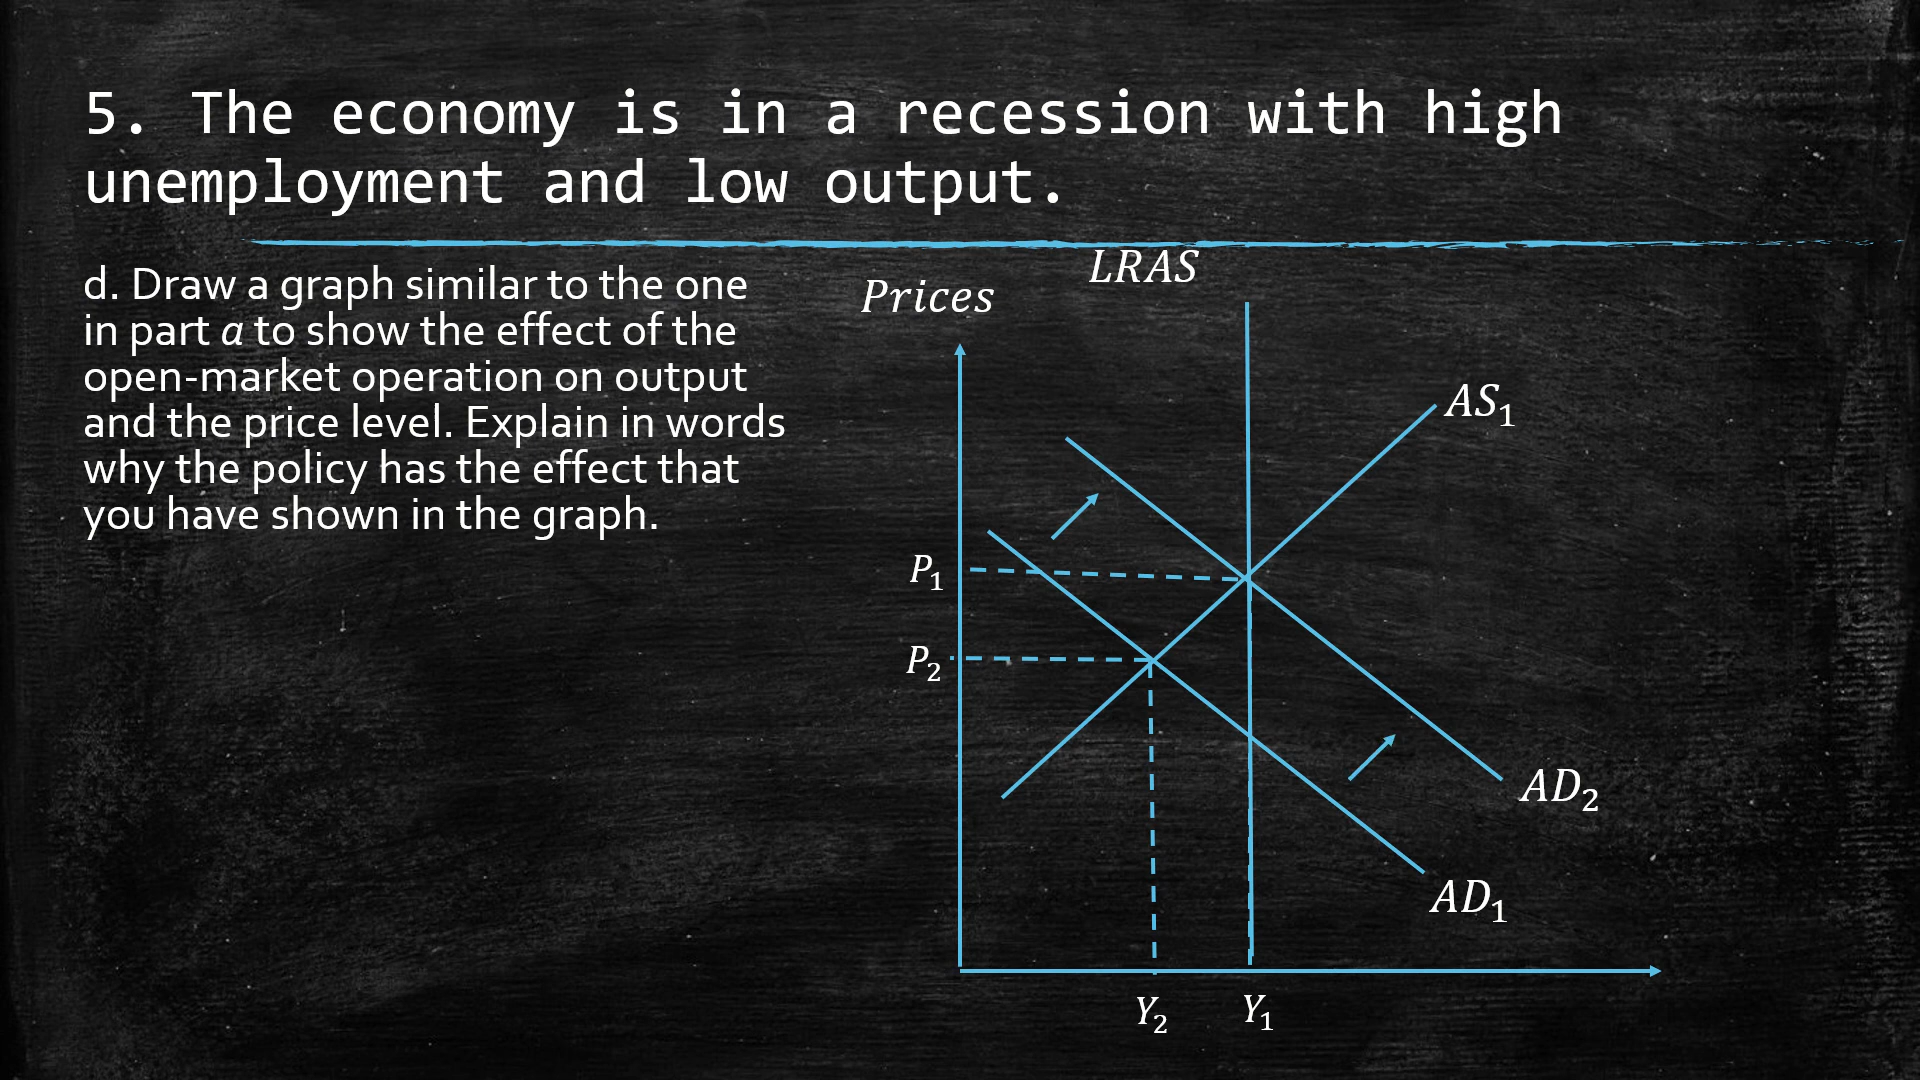 5. The economy is in a recession with high
unemployment and low output.
d. Draw a graph similar to the one
in part a to show the effect of the
open-market operation on output
and the price level. Explain in words
why the policy has the effect that
you have shown in the graph.
LRAS
Prices
AS₁
P₁
P₂
AD₂
AD₁
Y₂ Y₁